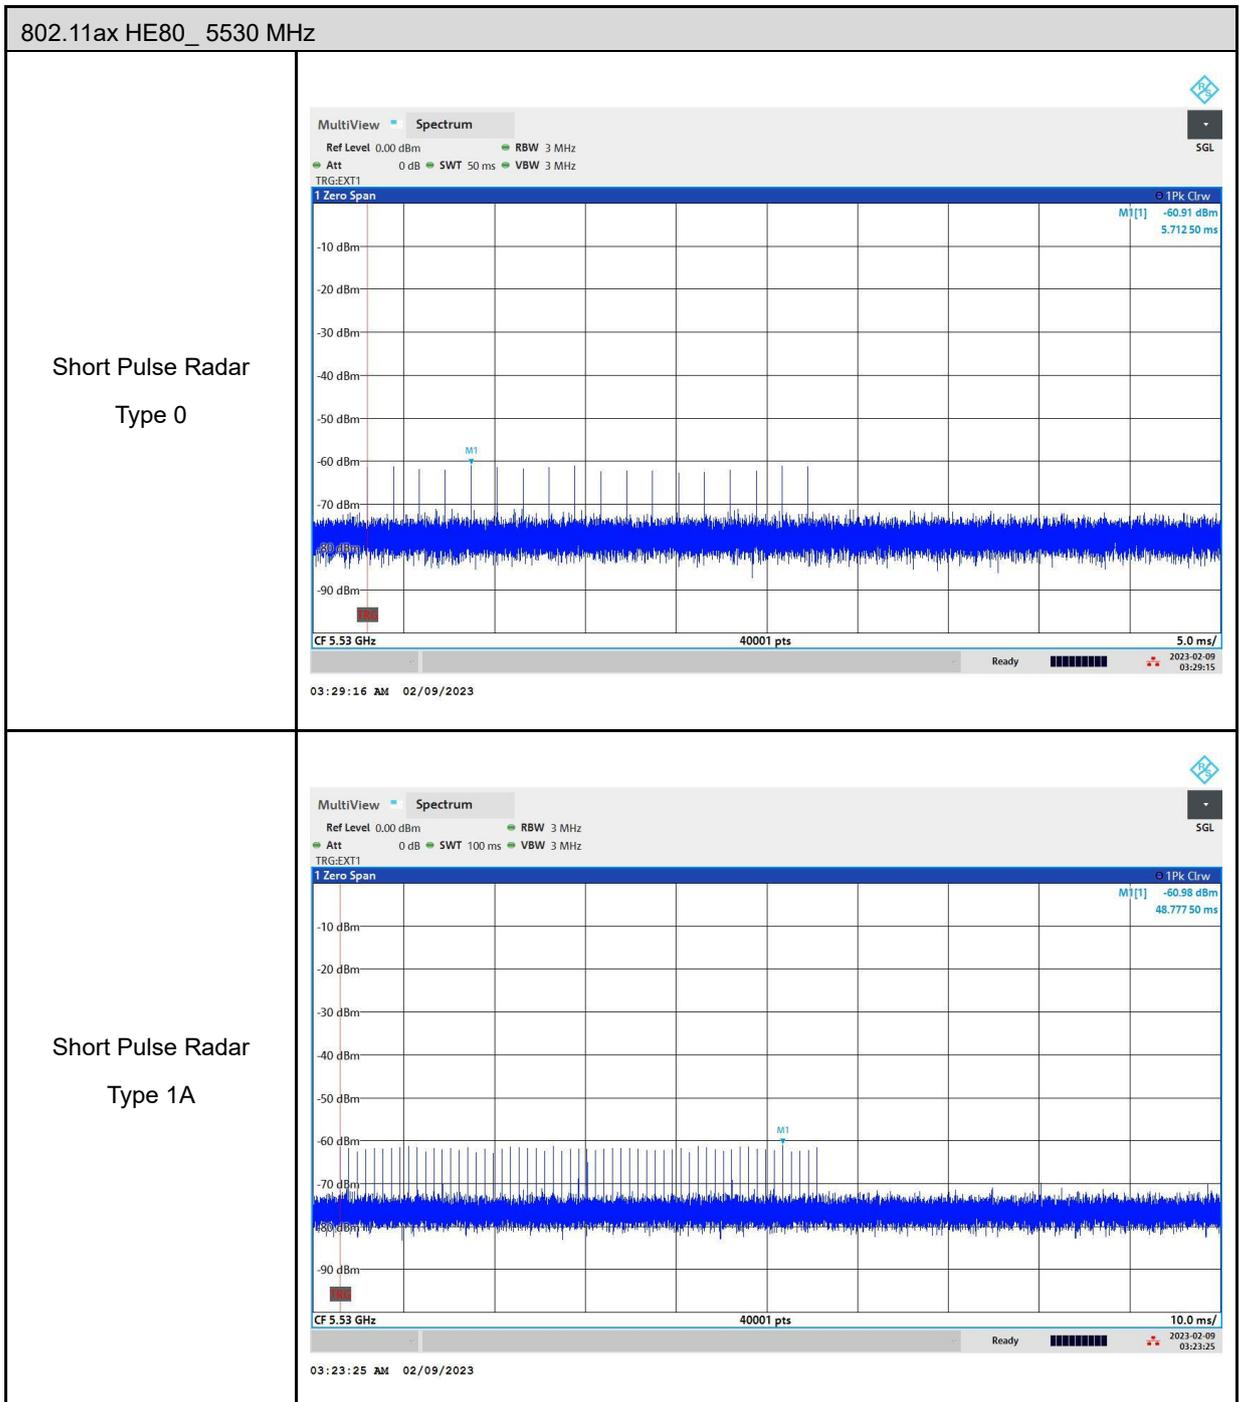 802.11ax HE80_ 5530 MHz
Short Pulse Radar
Type 0
R S
MultiView Spectrum
Ref Level 0.00 dBm RBW 3 MHz SGL
Att 0 dB SWT 50 ms VBW 3 MHz
TRG:EXT1
1 Zero Span 1Pk Clrw
M1[1] -60.91 dBm
5.712 50 ms
-10 dBm
-20 dBm
-30 dBm
-40 dBm
-50 dBm
M1
-60 dBm
-70 dBm
-80 dBm
-90 dBm
TRG
CF 5.53 GHz 40001 pts 5.0 ms/
Ready 2023-02-09
03:29:15
03:29:16 AM 02/09/2023
Short Pulse Radar
Type 1A
R S
MultiView Spectrum
Ref Level 0.00 dBm RBW 3 MHz SGL
Att 0 dB SWT 100 ms VBW 3 MHz
TRG:EXT1
1 Zero Span 1Pk Clrw
M1[1] -60.98 dBm
48.777 50 ms
-10 dBm
-20 dBm
-30 dBm
-40 dBm
-50 dBm
M1
-60 dBm
-70 dBm
-80 dBm
-90 dBm
TRG
CF 5.53 GHz 40001 pts 10.0 ms/
Ready 2023-02-09
03:23:25
03:23:25 AM 02/09/2023